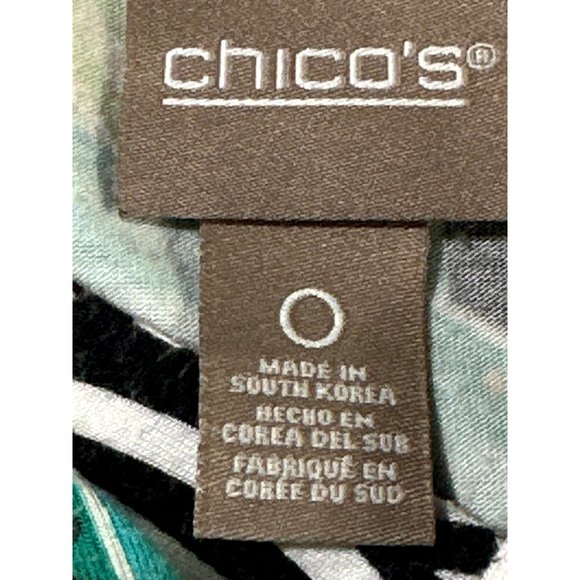 chico's®
0
MADE IN
SOUTH KOREA
HECHO EN
COREA DEL SUR
FABRIQUÉ EN
CORÉE DU SUD